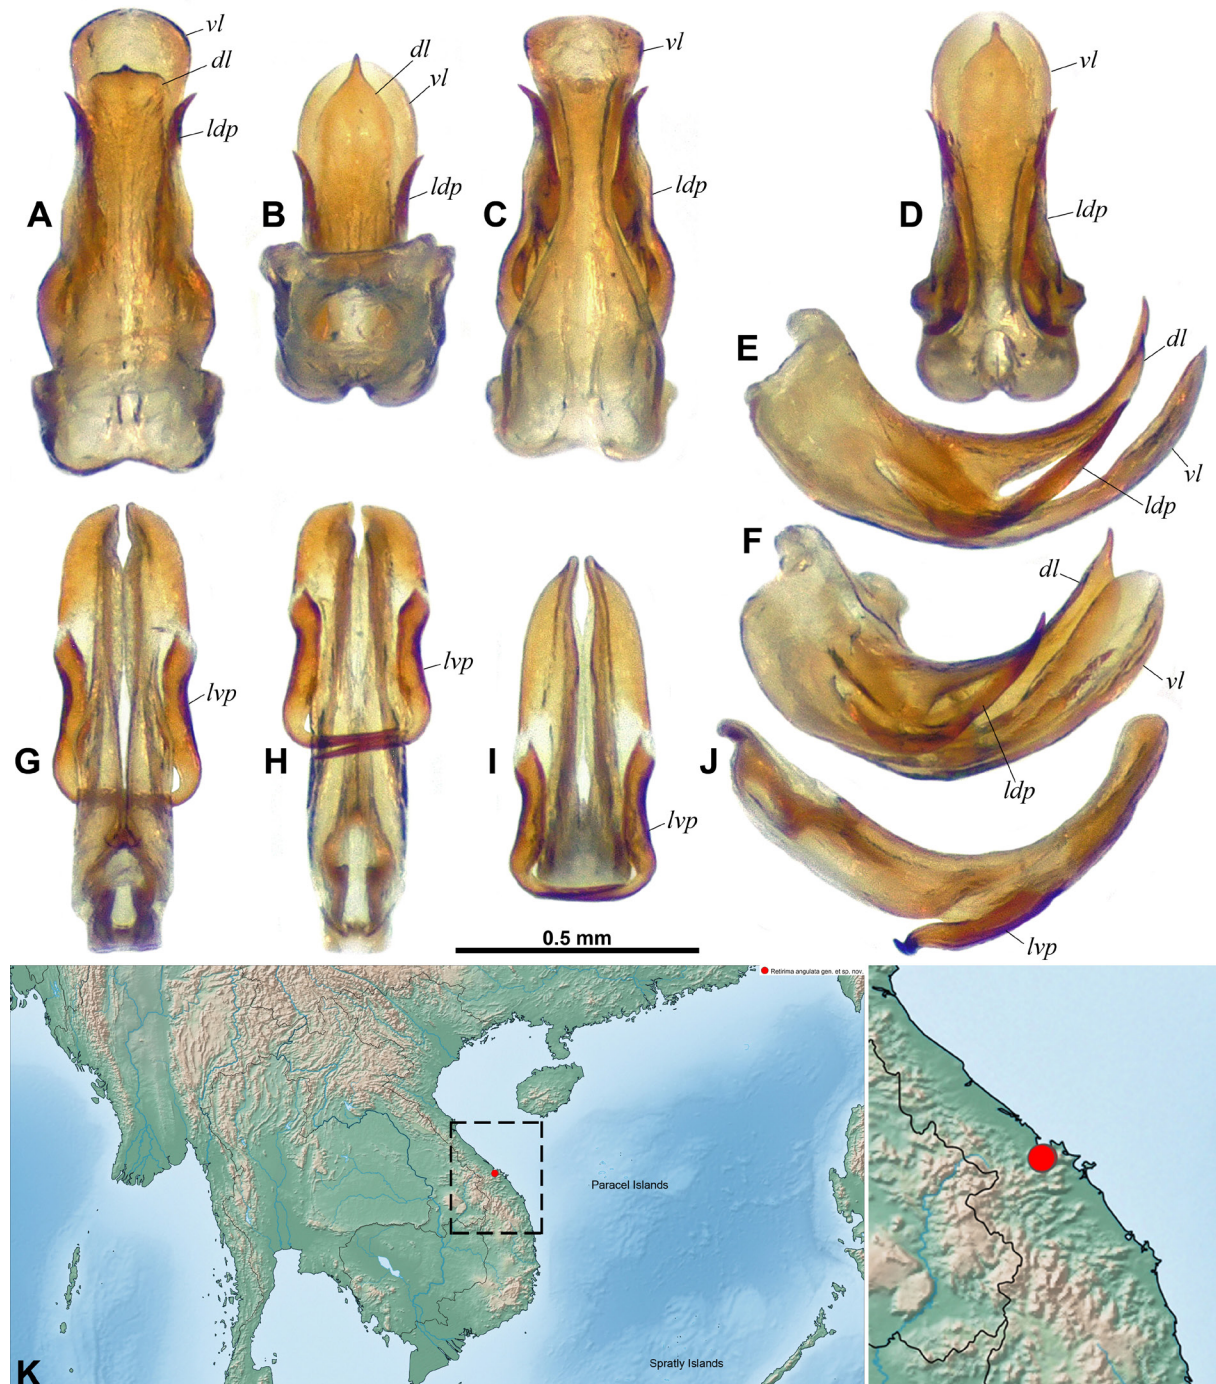 vl
dl
ldp
A
dl
vl
ldp
B
vl
ldp
C
vl
ldp
D
E
dl
vl
ldp
F
dl
vl
ldp
G
lvp
H
lvp
I
lvp
J
lvp
0.5 mm
Retirima angulata gen. et sp. nov.
Paracel Islands
Spratly Islands
K